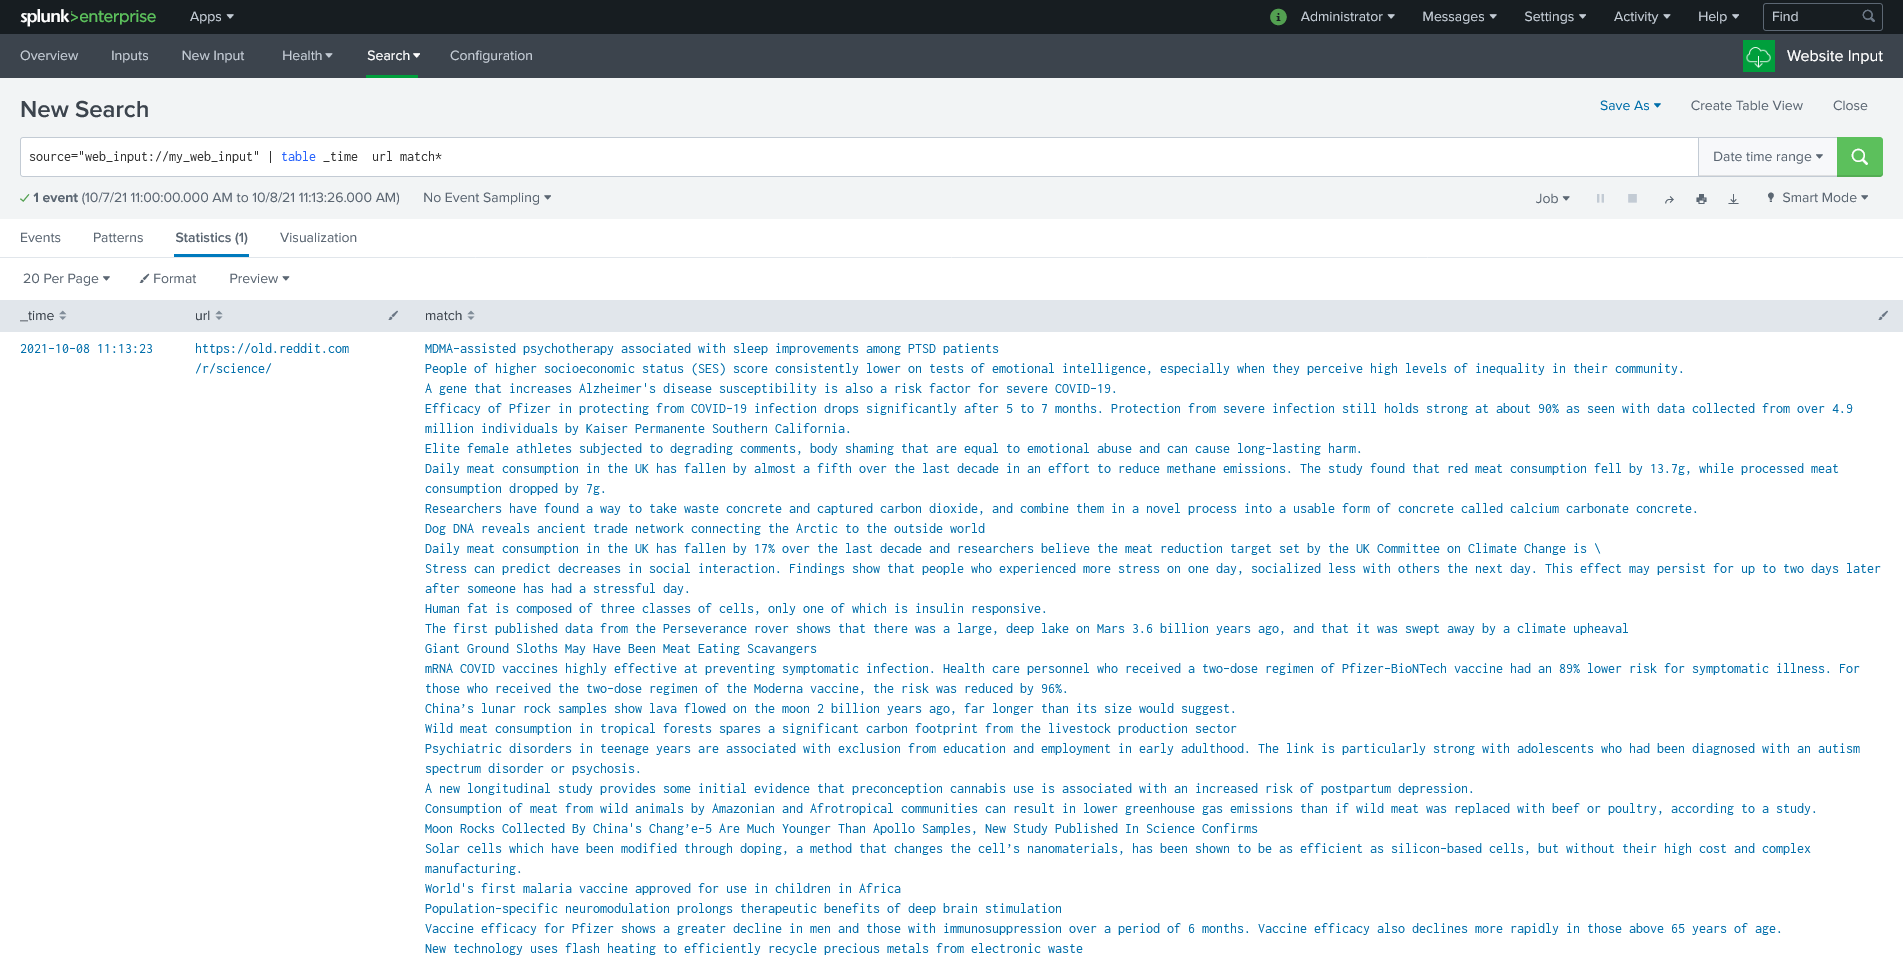 splunk>enterprise Apps Administrator Messages Settings Activity Help Find
Overview Inputs New Input Health Search Configuration Website Input
New Search Save As Create Table View Close
source="web_input://my_web_input" | table _time  url match* Date time range
1 event (10/7/21 11:00:00.000 AM to 10/8/21 11:13:26.000 AM) No Event Sampling Job Smart Mode
Events Patterns Statistics (1) Visualization
20 Per Page Format Preview
_time url match
2021-10-08 11:13:23 https://old.reddit.com MDMA-assisted psychotherapy associated with sleep improvements among PTSD patients
/r/science/ People of higher socioeconomic status (SES) score consistently lower on tests of emotional intelligence, especially when they perceive high levels of inequality in their community.
A gene that increases Alzheimer's disease susceptibility is also a risk factor for severe COVID-19.
Efficacy of Pfizer in protecting from COVID-19 infection drops significantly after 5 to 7 months. Protection from severe infection still holds strong at about 90% as seen with data collected from over 4.9
million individuals by Kaiser Permanente Southern California.
Elite female athletes subjected to degrading comments, body shaming that are equal to emotional abuse and can cause long-lasting harm.
Daily meat consumption in the UK has fallen by almost a fifth over the last decade in an effort to reduce methane emissions. The study found that red meat consumption fell by 13.7g, while processed meat
consumption dropped by 7g.
Researchers have found a way to take waste concrete and captured carbon dioxide, and combine them in a novel process into a usable form of concrete called calcium carbonate concrete.
Dog DNA reveals ancient trade network connecting the Arctic to the outside world
Daily meat consumption in the UK has fallen by 17% over the last decade and researchers believe the meat reduction target set by the UK Committee on Climate Change is \
Stress can predict decreases in social interaction. Findings show that people who experienced more stress on one day, socialized less with others the next day. This effect may persist for up to two days later
after someone has had a stressful day.
Human fat is composed of three classes of cells, only one of which is insulin responsive.
The first published data from the Perseverance rover shows that there was a large, deep lake on Mars 3.6 billion years ago, and that it was swept away by a climate upheaval
Giant Ground Sloths May Have Been Meat Eating Scavangers
mRNA COVID vaccines highly effective at preventing symptomatic infection. Health care personnel who received a two-dose regimen of Pfizer-BioNTech vaccine had an 89% lower risk for symptomatic illness. For
those who received the two-dose regimen of the Moderna vaccine, the risk was reduced by 96%.
China’s lunar rock samples show lava flowed on the moon 2 billion years ago, far longer than its size would suggest.
Wild meat consumption in tropical forests spares a significant carbon footprint from the livestock production sector
Psychiatric disorders in teenage years are associated with exclusion from education and employment in early adulthood. The link is particularly strong with adolescents who had been diagnosed with an autism
spectrum disorder or psychosis.
A new longitudinal study provides some initial evidence that preconception cannabis use is associated with an increased risk of postpartum depression.
Consumption of meat from wild animals by Amazonian and Afrotropical communities can result in lower greenhouse gas emissions than if wild meat was replaced with beef or poultry, according to a study.
Moon Rocks Collected By China's Chang’e-5 Are Much Younger Than Apollo Samples, New Study Published In Science Confirms
Solar cells which have been modified through doping, a method that changes the cell’s nanomaterials, has been shown to be as efficient as silicon-based cells, but without their high cost and complex
manufacturing.
World's first malaria vaccine approved for use in children in Africa
Population-specific neuromodulation prolongs therapeutic benefits of deep brain stimulation
Vaccine efficacy for Pfizer shows a greater decline in men and those with immunosuppression over a period of 6 months. Vaccine efficacy also declines more rapidly in those above 65 years of age.
New technology uses flash heating to efficiently recycle precious metals from electronic waste